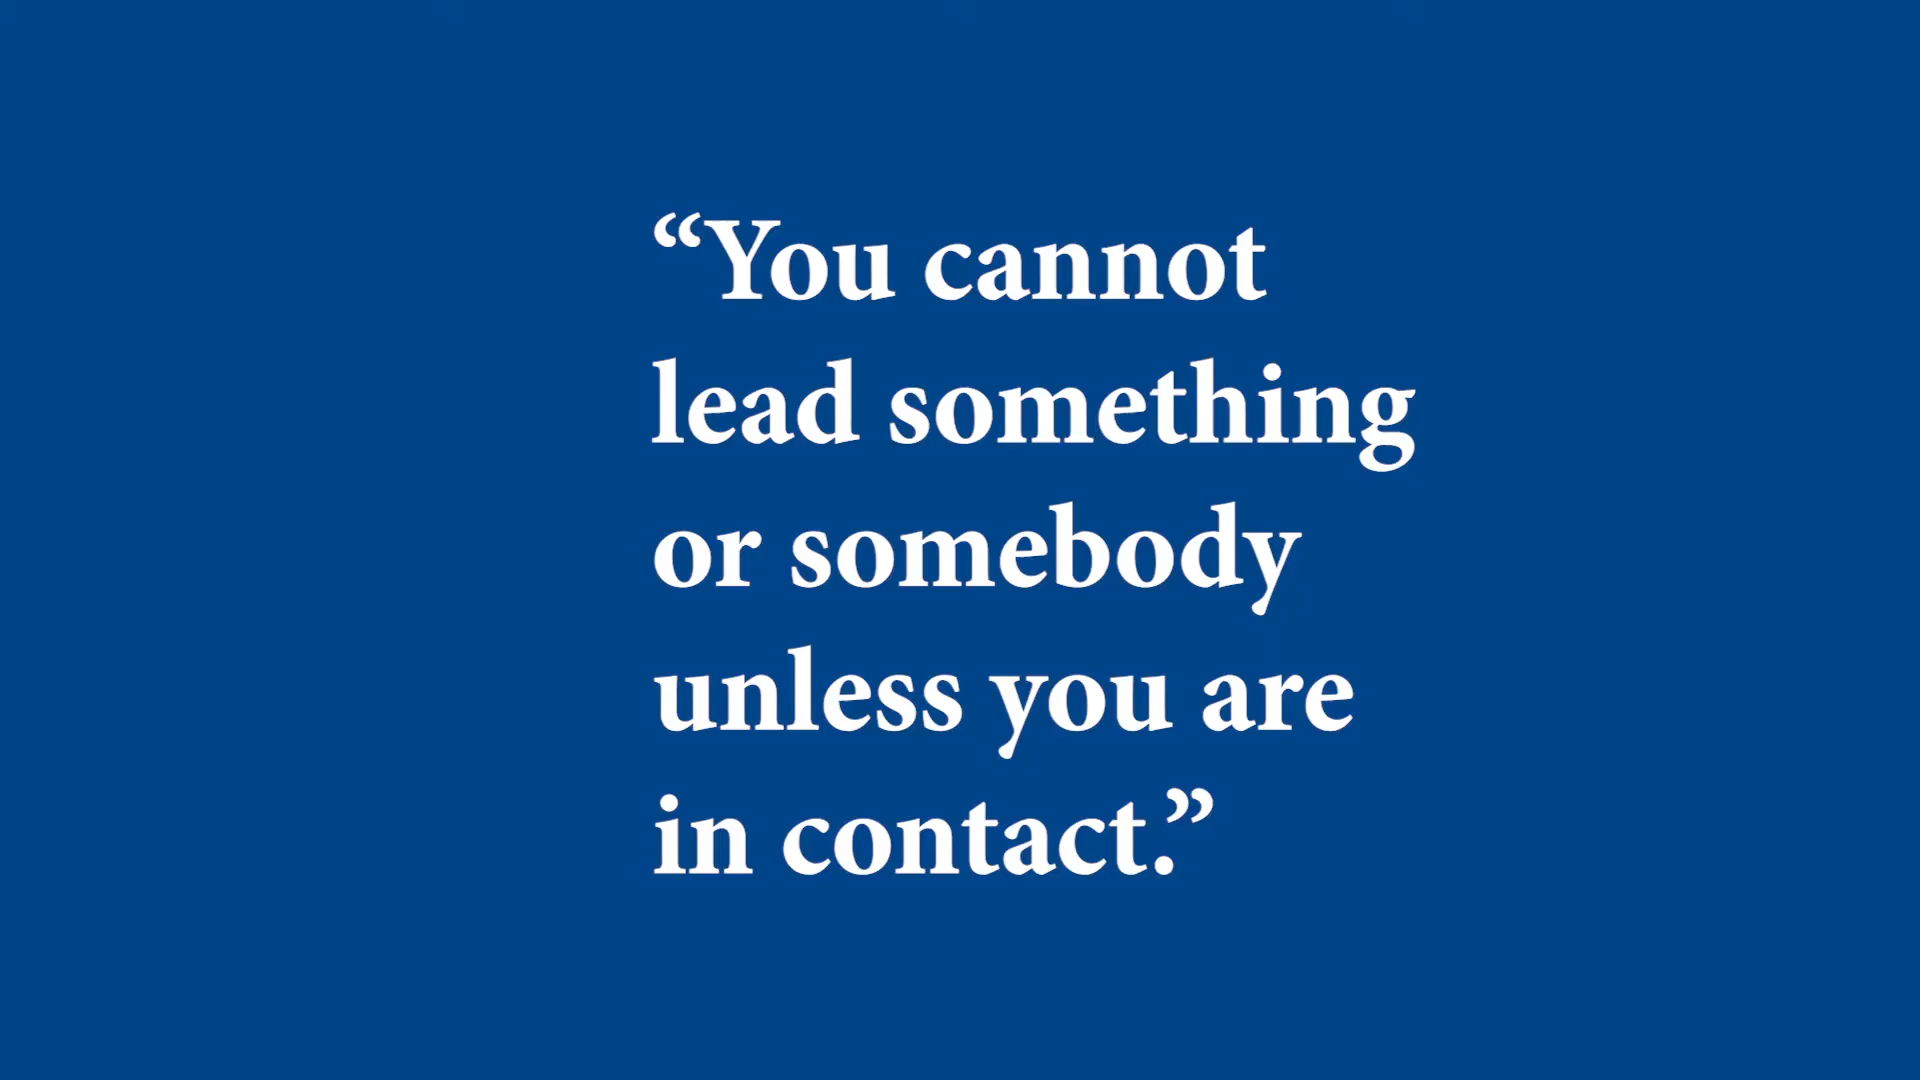 “You cannot
lead something
or somebody
unless you are
in contact.”